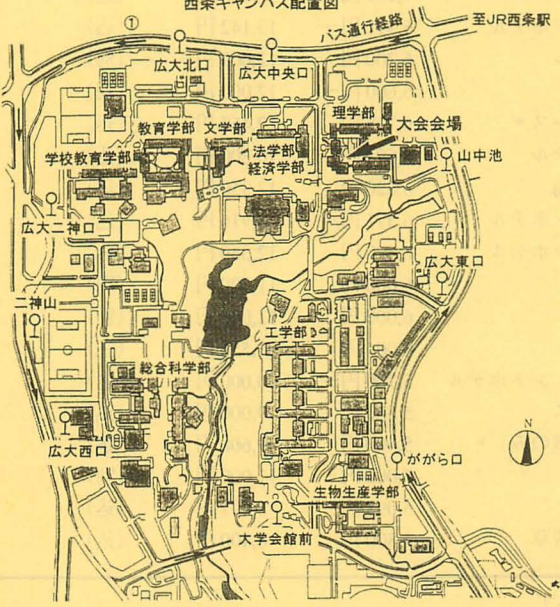 西条キャンパス配置図
至JR西条駅
バス通行経路
①
広大北口
広大中央口
理学部
大会会場
教育学部
文学部
法学部
経済学部
学校教育学部
山中池
広大二神口
広大東口
二神山
工学部
総合科学部
広大西口
ががら口
N
生物生産学部
大学会館前